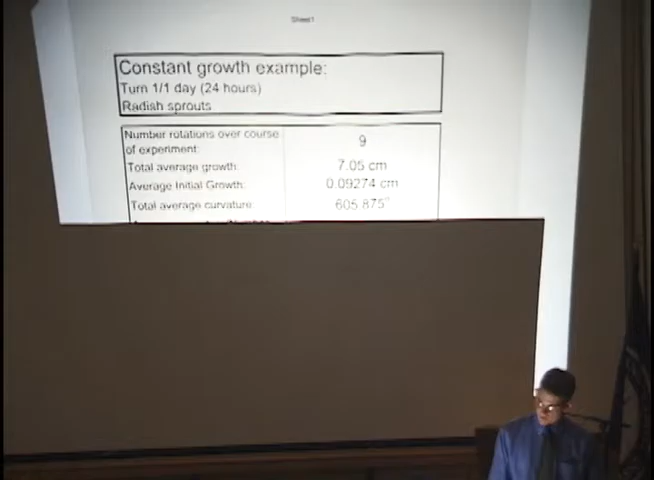 Sheet1
Constant growth example:
Turn 1/1 day (24 hours)
Radish sprouts
Number rotations over course
of experiment:
9
Total average growth:
7.05 cm
Average Initial Growth:
0.09274 cm
Total average curvature
605.875°